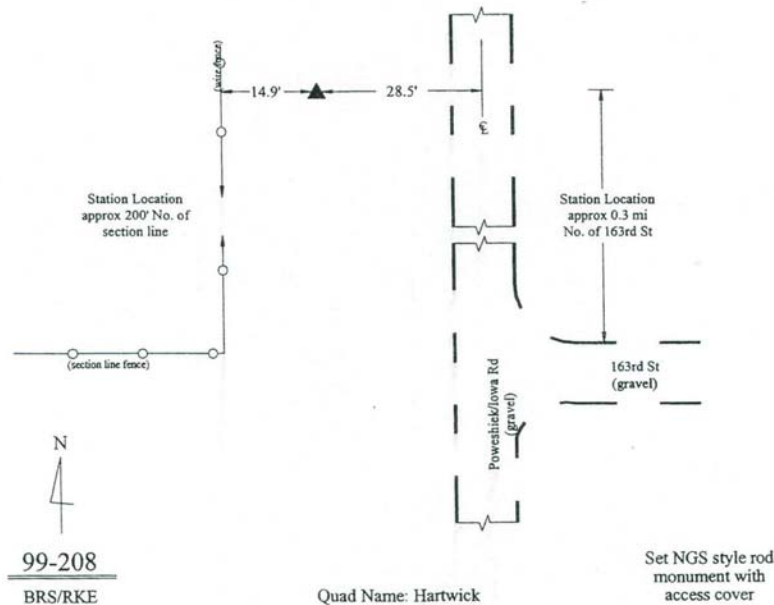 (wire fence)
14.9'
28.5'
℄
Station Location
approx 200' No. of
section line
Station Location
approx 0.3 mi
No. of 163rd St
(section line fence)
163rd St
(gravel)
Poweshiek/Iowa Rd
(gravel)
N
99-208
BRS/RKE
Quad Name: Hartwick
Set NGS style rod
monument with
access cover